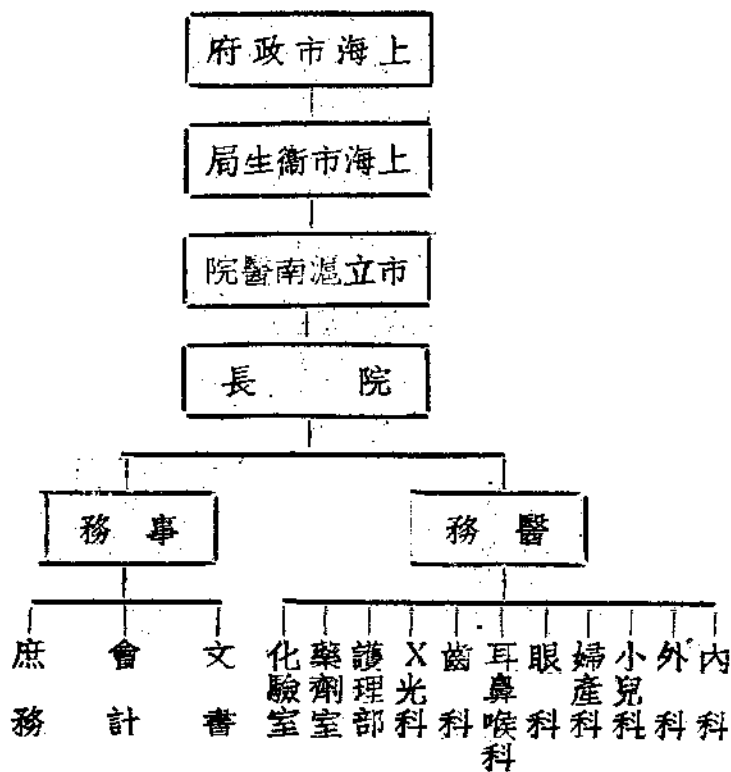 上海市政府
上海市衞生局
市立滬南醫院
院長
醫務
事務
內科
外科
小兒科
婦產科
眼科
耳鼻喉科
齒科
X光科
護理部
藥劑室
化驗室
文書
會計
庶務